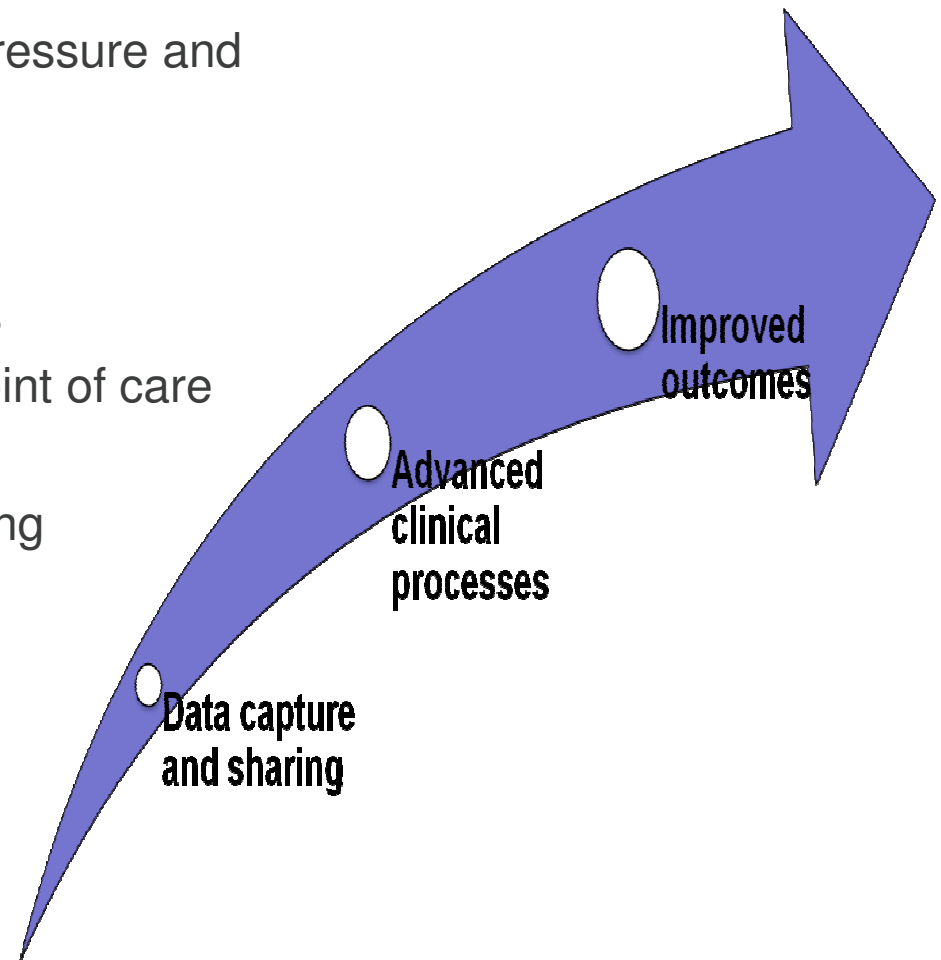 ressure and
int of care
ng
Improved
outcomes
Advanced
clinical
processes
Data capture
and sharing